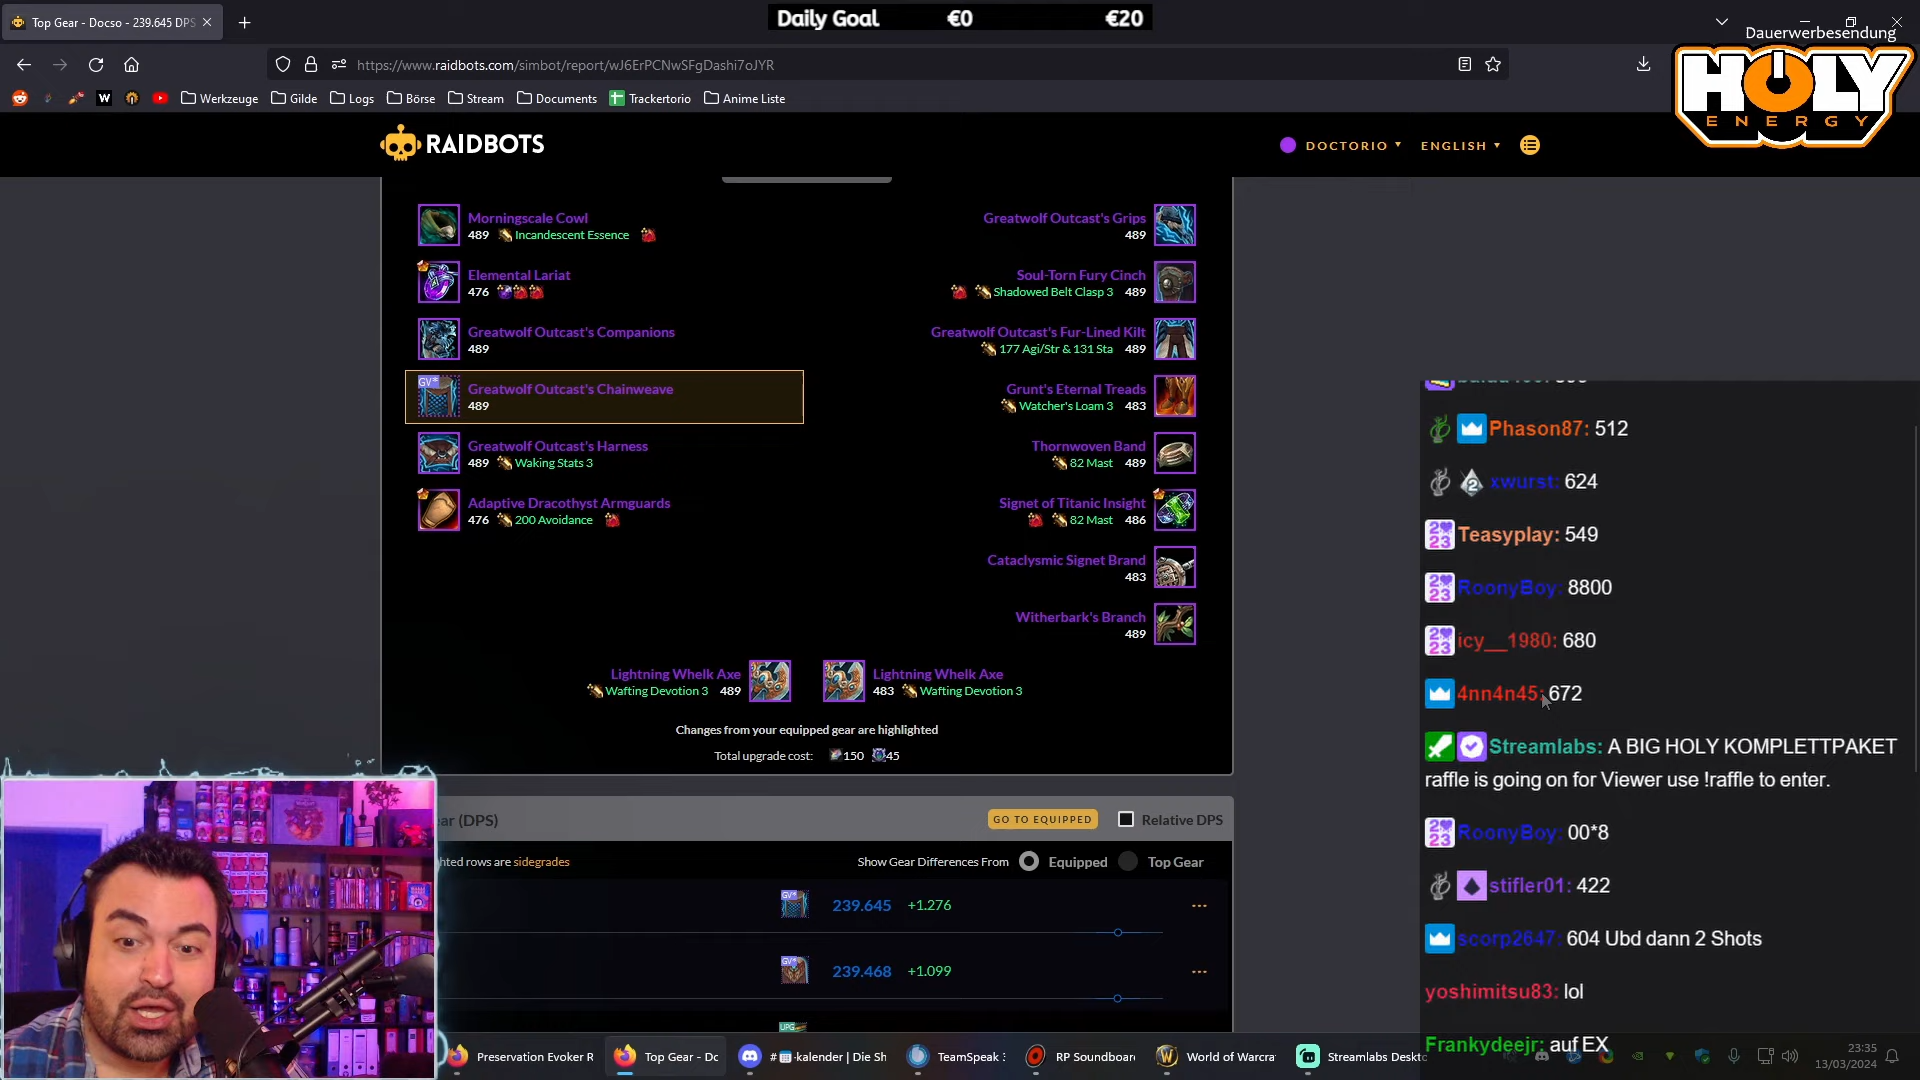 Top Gear - Docso - 239.645 DPS
Daily Goal €0 €20
Dauerwerbesendung
https://www.raidbots.com/simbot/report/wJ6ErPCNwSFgDashi7oJYR
HOLY
ENERGY
Werkzeuge Gilde Logs Börse Stream Documents Trackertorio Anime Liste
RAIDBOTS
DOCTORIO ENGLISH
Morningscale Cowl
489 Incandescent Essence
Elemental Lariat
476
Greatwolf Outcast's Companions
489
GV*
Greatwolf Outcast's Chainweave
489
Greatwolf Outcast's Harness
489 Waking Stats 3
Adaptive Dracothyst Armguards
476 200 Avoidance
Greatwolf Outcast's Grips
489
Soul-Torn Fury Cinch
Shadowed Belt Clasp 3 489
Greatwolf Outcast's Fur-Lined Kilt
177 Agi/Str & 131 Sta 489
Grunt's Eternal Treads
Watcher's Loam 3 483
Thornwoven Band
82 Mast 489
Signet of Titanic Insight
82 Mast 486
Cataclysmic Signet Brand
483
Witherbark's Branch
489
Lightning Whelk Axe
Wafting Devotion 3 489
Lightning Whelk Axe
483 Wafting Devotion 3
Changes from your equipped gear are highlighted
Total upgrade cost: 150 45
ear (DPS)
GO TO EQUIPPED Relative DPS
hted rows are sidegrades
Show Gear Differences From Equipped Top Gear
GV* 239.645 +1.276 ...
GV* 239.468 +1.099 ...
UPG
Phason87: 512
xwurst: 624
Teasyplay: 549
RoonyBoy: 8800
icy__1980: 680
4nn4n45: 672
Streamlabs: A BIG HOLY KOMPLETTPAKET
raffle is going on for Viewer use !raffle to enter.
RoonyBoy: 00*8
stifler01: 422
scorp2647: 604 Ubd dann 2 Shots
yoshimitsu83: lol
Frankydeejr: auf EX
Preservation Evoker R
Top Gear - Dc
# kalender | Die Sh
TeamSpeak 3
RP Soundboard
World of Warcra
Streamlabs Deskto
23:35
13/03/2024